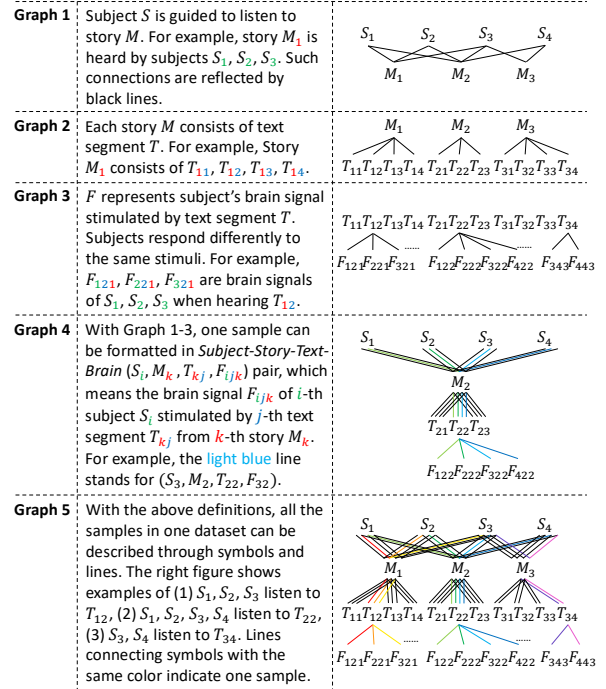 Graph 1
Subject S is guided to listen to
story M. For example, story M₁ is
heard by subjects S₁, S₂, S₃. Such
connections are reflected by
black lines.
S₁ S₂ S₃ S₄
M₁ M₂ M₃
Graph 2
Each story M consists of text
segment T. For example, Story
M₁ consists of T₁₁, T₁₂, T₁₃, T₁₄.
M₁ M₂ M₃
T₁₁T₁₂T₁₃T₁₄ T₂₁T₂₂T₂₃ T₃₁T₃₂T₃₃T₃₄
Graph 3
F represents subject's brain signal
stimulated by text segment T.
Subjects respond differently to
the same stimuli. For example,
F₁₂₁, F₂₂₁, F₃₂₁ are brain signals
of S₁, S₂, S₃ when hearing T₁₂.
T₁₁T₁₂T₁₃T₁₄ T₂₁T₂₂T₂₃T₃₁T₃₂T₃₃T₃₄
...... ......
F₁₂₁F₂₂₁F₃₂₁ F₁₂₂F₂₂₂F₃₂₂F₄₂₂ F₃₄₃F₄₄₃
Graph 4
With Graph 1-3, one sample can
be formatted in Subject-Story-Text-
Brain (Sᵢ, Mₖ, Tₖⱼ, Fᵢⱼₖ) pair, which
means the brain signal Fᵢⱼₖ of i-th
subject Sᵢ stimulated by j-th text
segment Tₖⱼ from k-th story Mₖ.
For example, the light blue line
stands for (S₃, M₂, T₂₂, F₃₂).
S₁ S₂ S₃ S₄
M₂
T₂₁T₂₂T₂₃
F₁₂₂F₂₂₂F₃₂₂F₄₂₂
Graph 5
With the above definitions, all the
samples in one dataset can be
described through symbols and
lines. The right figure shows
examples of (1) S₁, S₂, S₃ listen to
T₁₂, (2) S₁, S₂, S₃, S₄ listen to T₂₂,
(3) S₃, S₄ listen to T₃₄. Lines
connecting symbols with the
same color indicate one sample.
S₁ S₂ S₃ S₄
M₁ M₂ M₃
T₁₁T₁₂T₁₃T₁₄ T₂₁T₂₂T₂₃ T₃₁T₃₂T₃₃T₃₄
...... ......
F₁₂₁F₂₂₁F₃₂₁ F₁₂₂F₂₂₂F₃₂₂F₄₂₂ F₃₄₃F₄₄₃